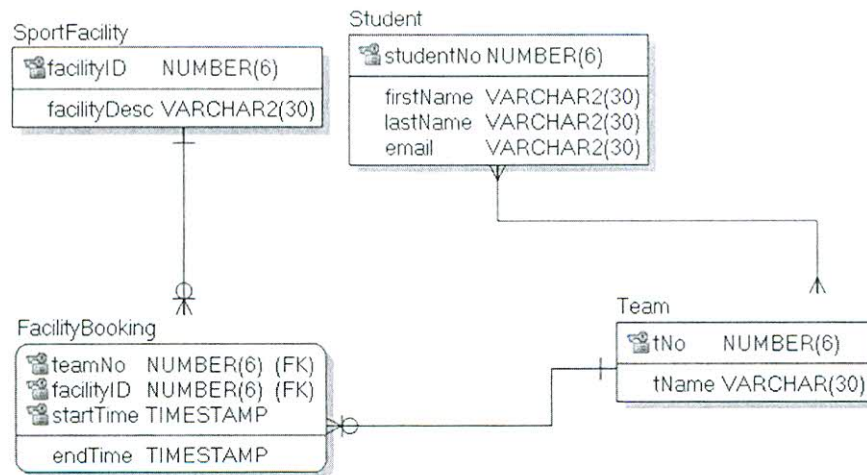 SportFacility
facilityID NUMBER(6)
facilityDesc VARCHAR2(30)
Student
studentNo NUMBER(6)
firstName VARCHAR2(30)
lastName VARCHAR2(30)
email VARCHAR2(30)
FacilityBooking
teamNo NUMBER(6) (FK)
facilityID NUMBER(6) (FK)
startTime TIMESTAMP
endTime TIMESTAMP
Team
tNo NUMBER(6)
tName VARCHAR(30)